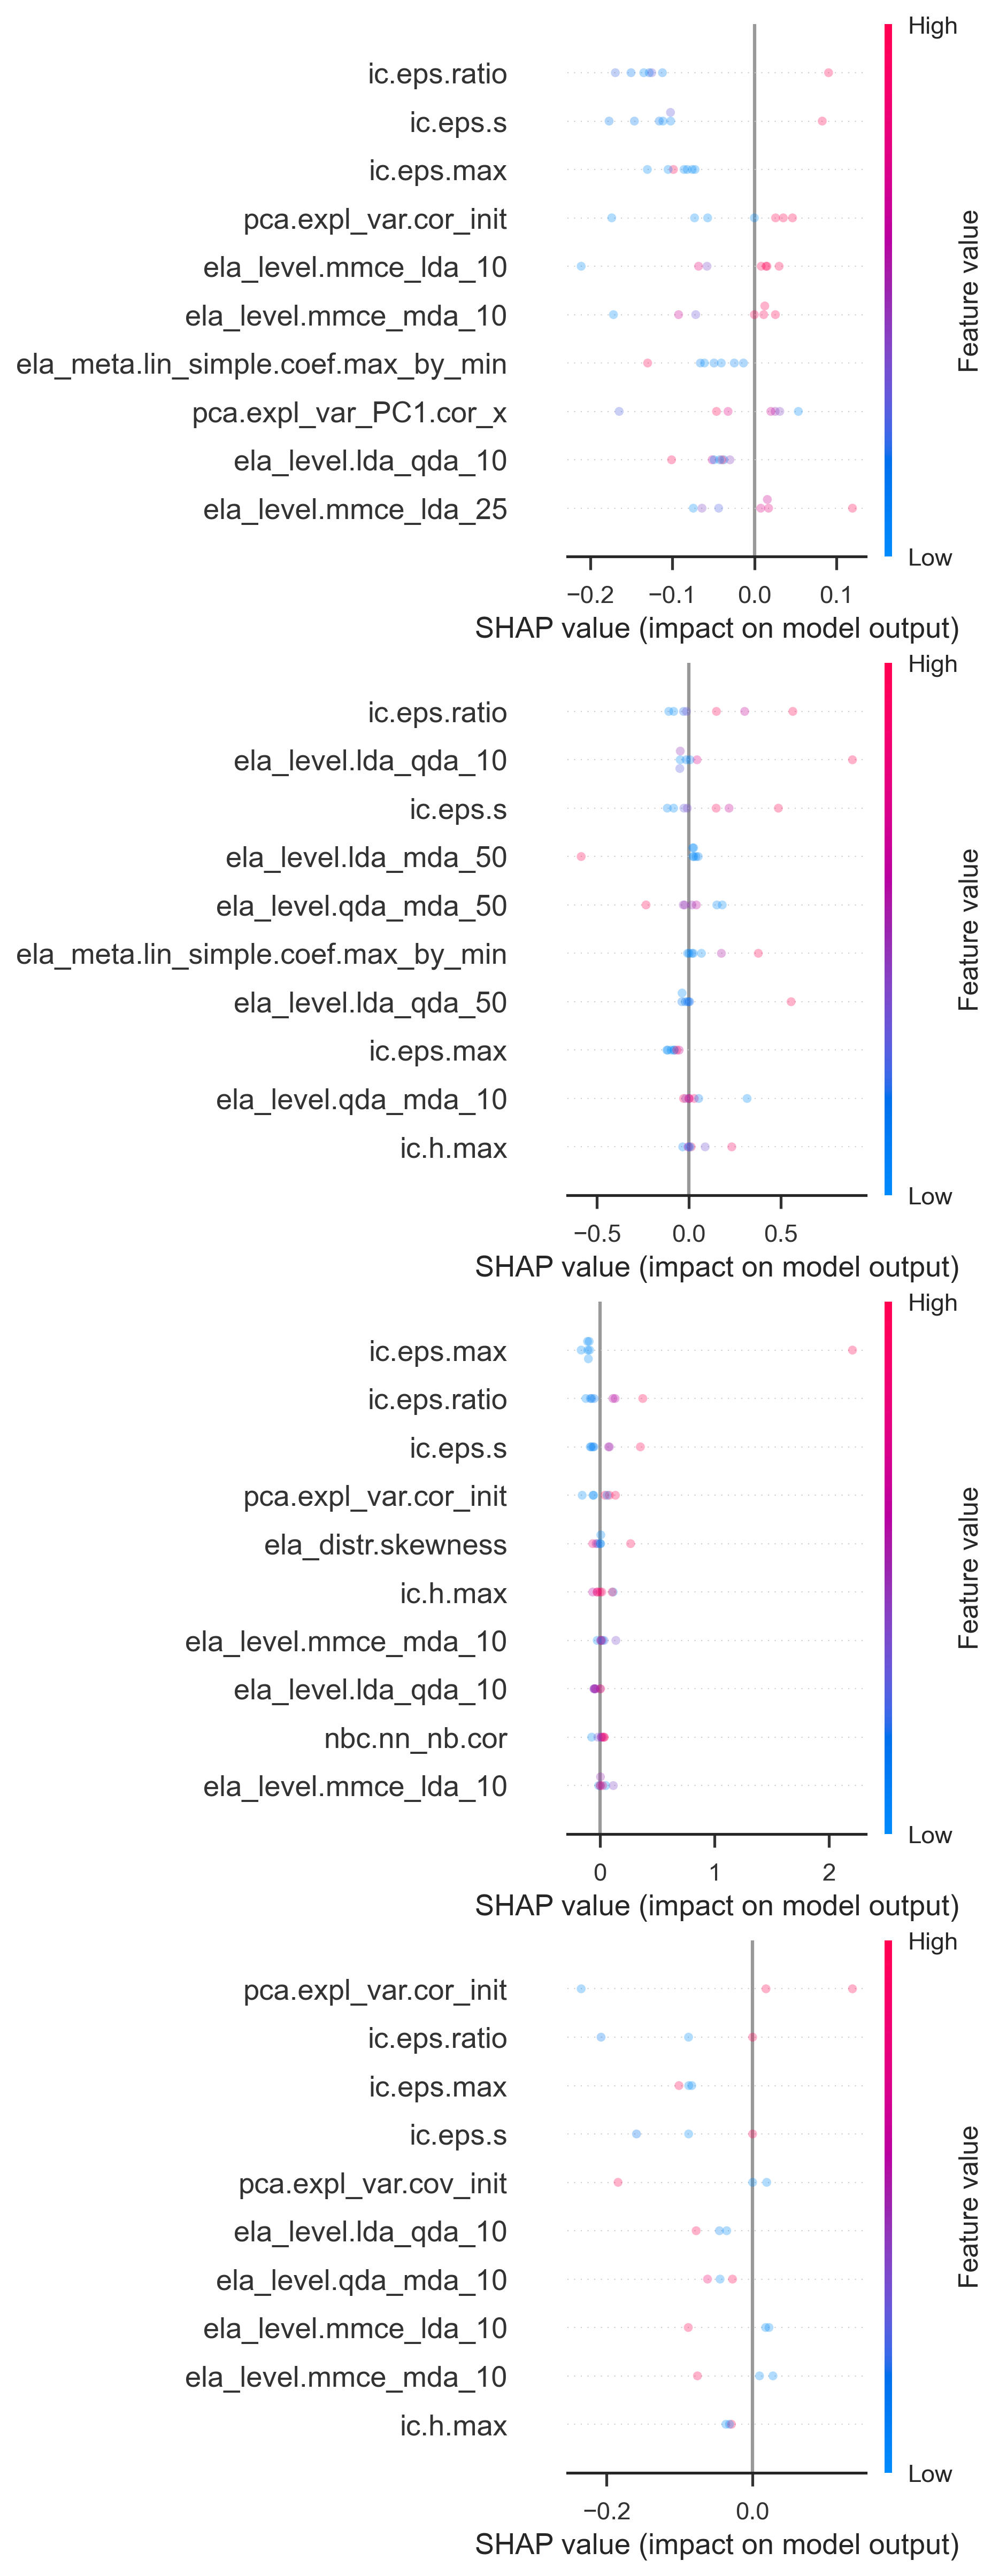 High
ic.eps.ratio
ic.eps.s
ic.eps.max
pca.expl_var.cor_init
ela_level.mmce_lda_10
ela_level.mmce_mda_10
ela_meta.lin_simple.coef.max_by_min
pca.expl_var_PC1.cor_x
ela_level.lda_qda_10
ela_level.mmce_lda_25
Feature value
Low
−0.2 −0.1 0.0 0.1
SHAP value (impact on model output)
High
ic.eps.ratio
ela_level.lda_qda_10
ic.eps.s
ela_level.lda_mda_50
ela_level.qda_mda_50
ela_meta.lin_simple.coef.max_by_min
ela_level.lda_qda_50
ic.eps.max
ela_level.qda_mda_10
ic.h.max
Feature value
Low
−0.5 0.0 0.5
SHAP value (impact on model output)
High
ic.eps.max
ic.eps.ratio
ic.eps.s
pca.expl_var.cor_init
ela_distr.skewness
ic.h.max
ela_level.mmce_mda_10
ela_level.lda_qda_10
nbc.nn_nb.cor
ela_level.mmce_lda_10
Feature value
Low
0 1 2
SHAP value (impact on model output)
High
pca.expl_var.cor_init
ic.eps.ratio
ic.eps.max
ic.eps.s
pca.expl_var.cov_init
ela_level.lda_qda_10
ela_level.qda_mda_10
ela_level.mmce_lda_10
ela_level.mmce_mda_10
ic.h.max
Feature value
Low
−0.2 0.0
SHAP value (impact on model output)